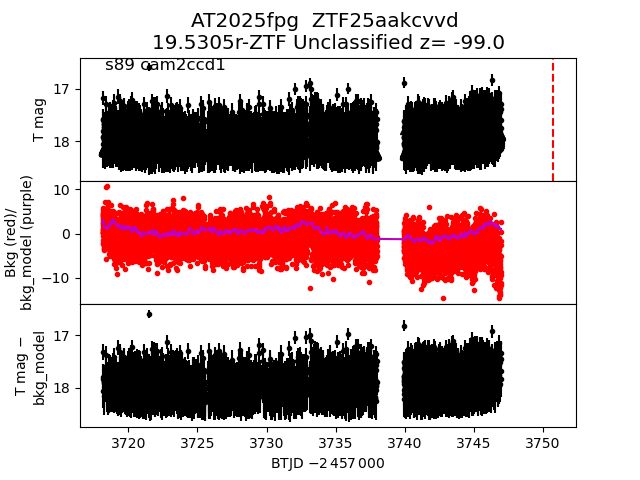 AT2025fpg  ZTF25aakcvvd
19.5305r-ZTF Unclassified z= -99.0
s89 cam2ccd1
17
18
T mag
10
0
−10
Bkg (red)/
bkg_model (purple)
17
18
T mag −
bkg_model
3720 3725 3730 3735 3740 3745 3750
BTJD −2 457 000